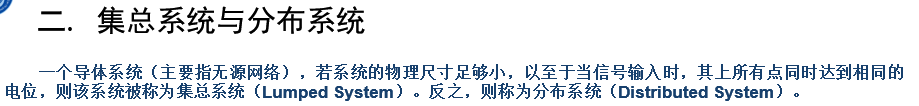 二. 集总系统与分布系统
一个导体系统（主要指无源网络），若系统的物理尺寸足够小，以至于当信号输入时，其上所有点同时达到相同的
电位，则该系统被称为集总系统（Lumped System）。反之，则称为分布系统（Distributed System）。